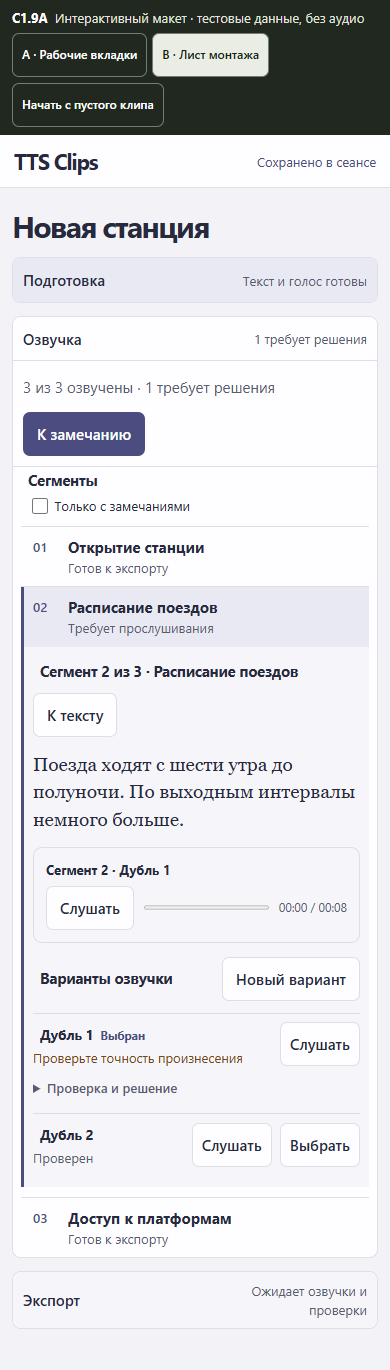 C1.9A Интерактивный макет - тестовые данные, без аудио
A · Рабочие вкладки
B · Лист монтажа
Начать с пустого клипа
TTS Clips
Сохранено в сеансе
Новая станция
Подготовка
Текст и голос готовы
Озвучка
1 требует решения
3 из 3 озвучены · 1 требует решения
К замечанию
Сегменты
Только с замечаниями
01 Открытие станции
Готов к экспорту
02 Расписание поездов
Требует прослушивания
Сегмент 2 из 3 · Расписание поездов
К тексту
Поезда ходят с шести утра до
полуночи. По выходным интервалы
немного больше.
Сегмент 2 · Дубль 1
Слушать
00:00 / 00:08
Варианты озвучки
Новый вариант
Дубль 1 Выбран
Проверьте точность произнесения
Слушать
Проверка и решение
Дубль 2
Проверен
Слушать
Выбрать
03 Доступ к платформам
Готов к экспорту
Экспорт
Ожидает озвучки и
проверки